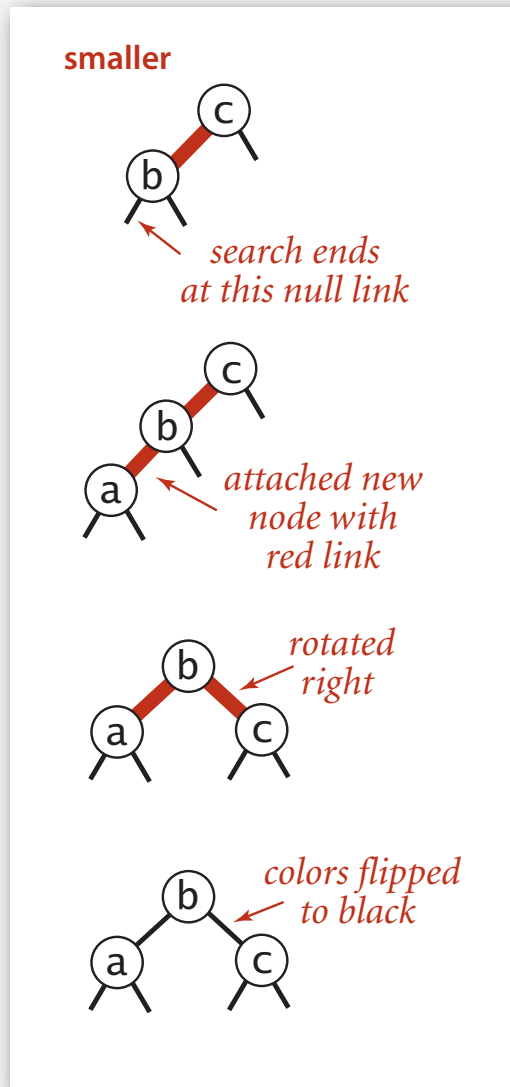 smaller
c
b
search ends
at this null link
c
b
a
attached new
node with
red link
b
rotated
right
a
c
b
colors flipped
to black
a
c